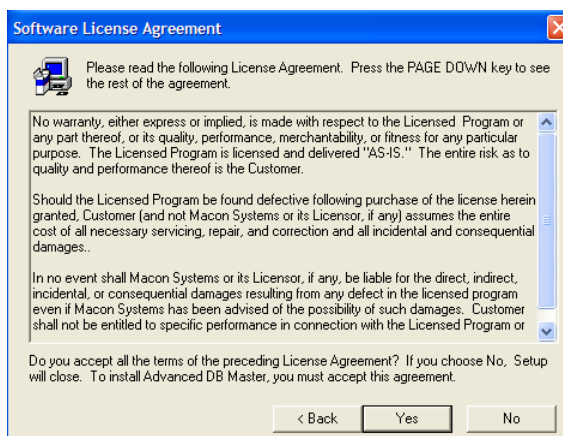 Software License Agreement
Please read the following License Agreement. Press the PAGE DOWN key to see
the rest of the agreement.
No warranty, either express or implied, is made with respect to the Licensed Program or
any part thereof, or its quality, performance, merchantability, or fitness for any particular
purpose. The Licensed Program is licensed and delivered "AS-IS." The entire risk as to
quality and performance thereof is the Customer.
Should the Licensed Program be found defective following purchase of the license herein
granted, Customer (and not Macon Systems or its Licensor, if any) assumes the entire
cost of all necessary servicing, repair, and correction and all incidental and consequential
damages..
In no event shall Macon Systems or its Licensor, if any, be liable for the direct, indirect,
incidental, or consequential damages resulting from any defect in the licensed program
even if Macon Systems has been advised of the possibility of such damages. Customer
shall not be entitled to specific performance in connection with the Licensed Program or
Do you accept all the terms of the preceding License Agreement? If you choose No, Setup
will close. To install Advanced DB Master, you must accept this agreement.
< Back Yes No